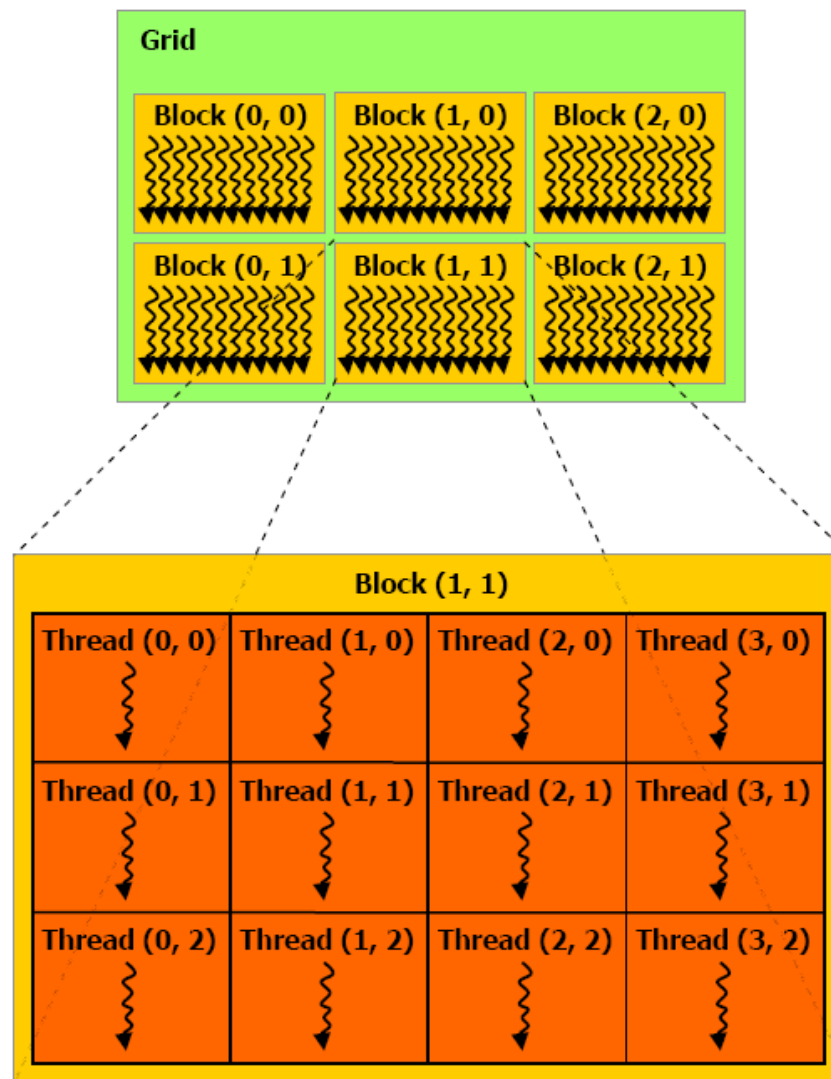 Grid
Block (0, 0) Block (1, 0) Block (2, 0)
Block (0, 1) Block (1, 1) Block (2, 1)
Block (1, 1)
Thread (0, 0) Thread (1, 0) Thread (2, 0) Thread (3, 0)
Thread (0, 1) Thread (1, 1) Thread (2, 1) Thread (3, 1)
Thread (0, 2) Thread (1, 2) Thread (2, 2) Thread (3, 2)